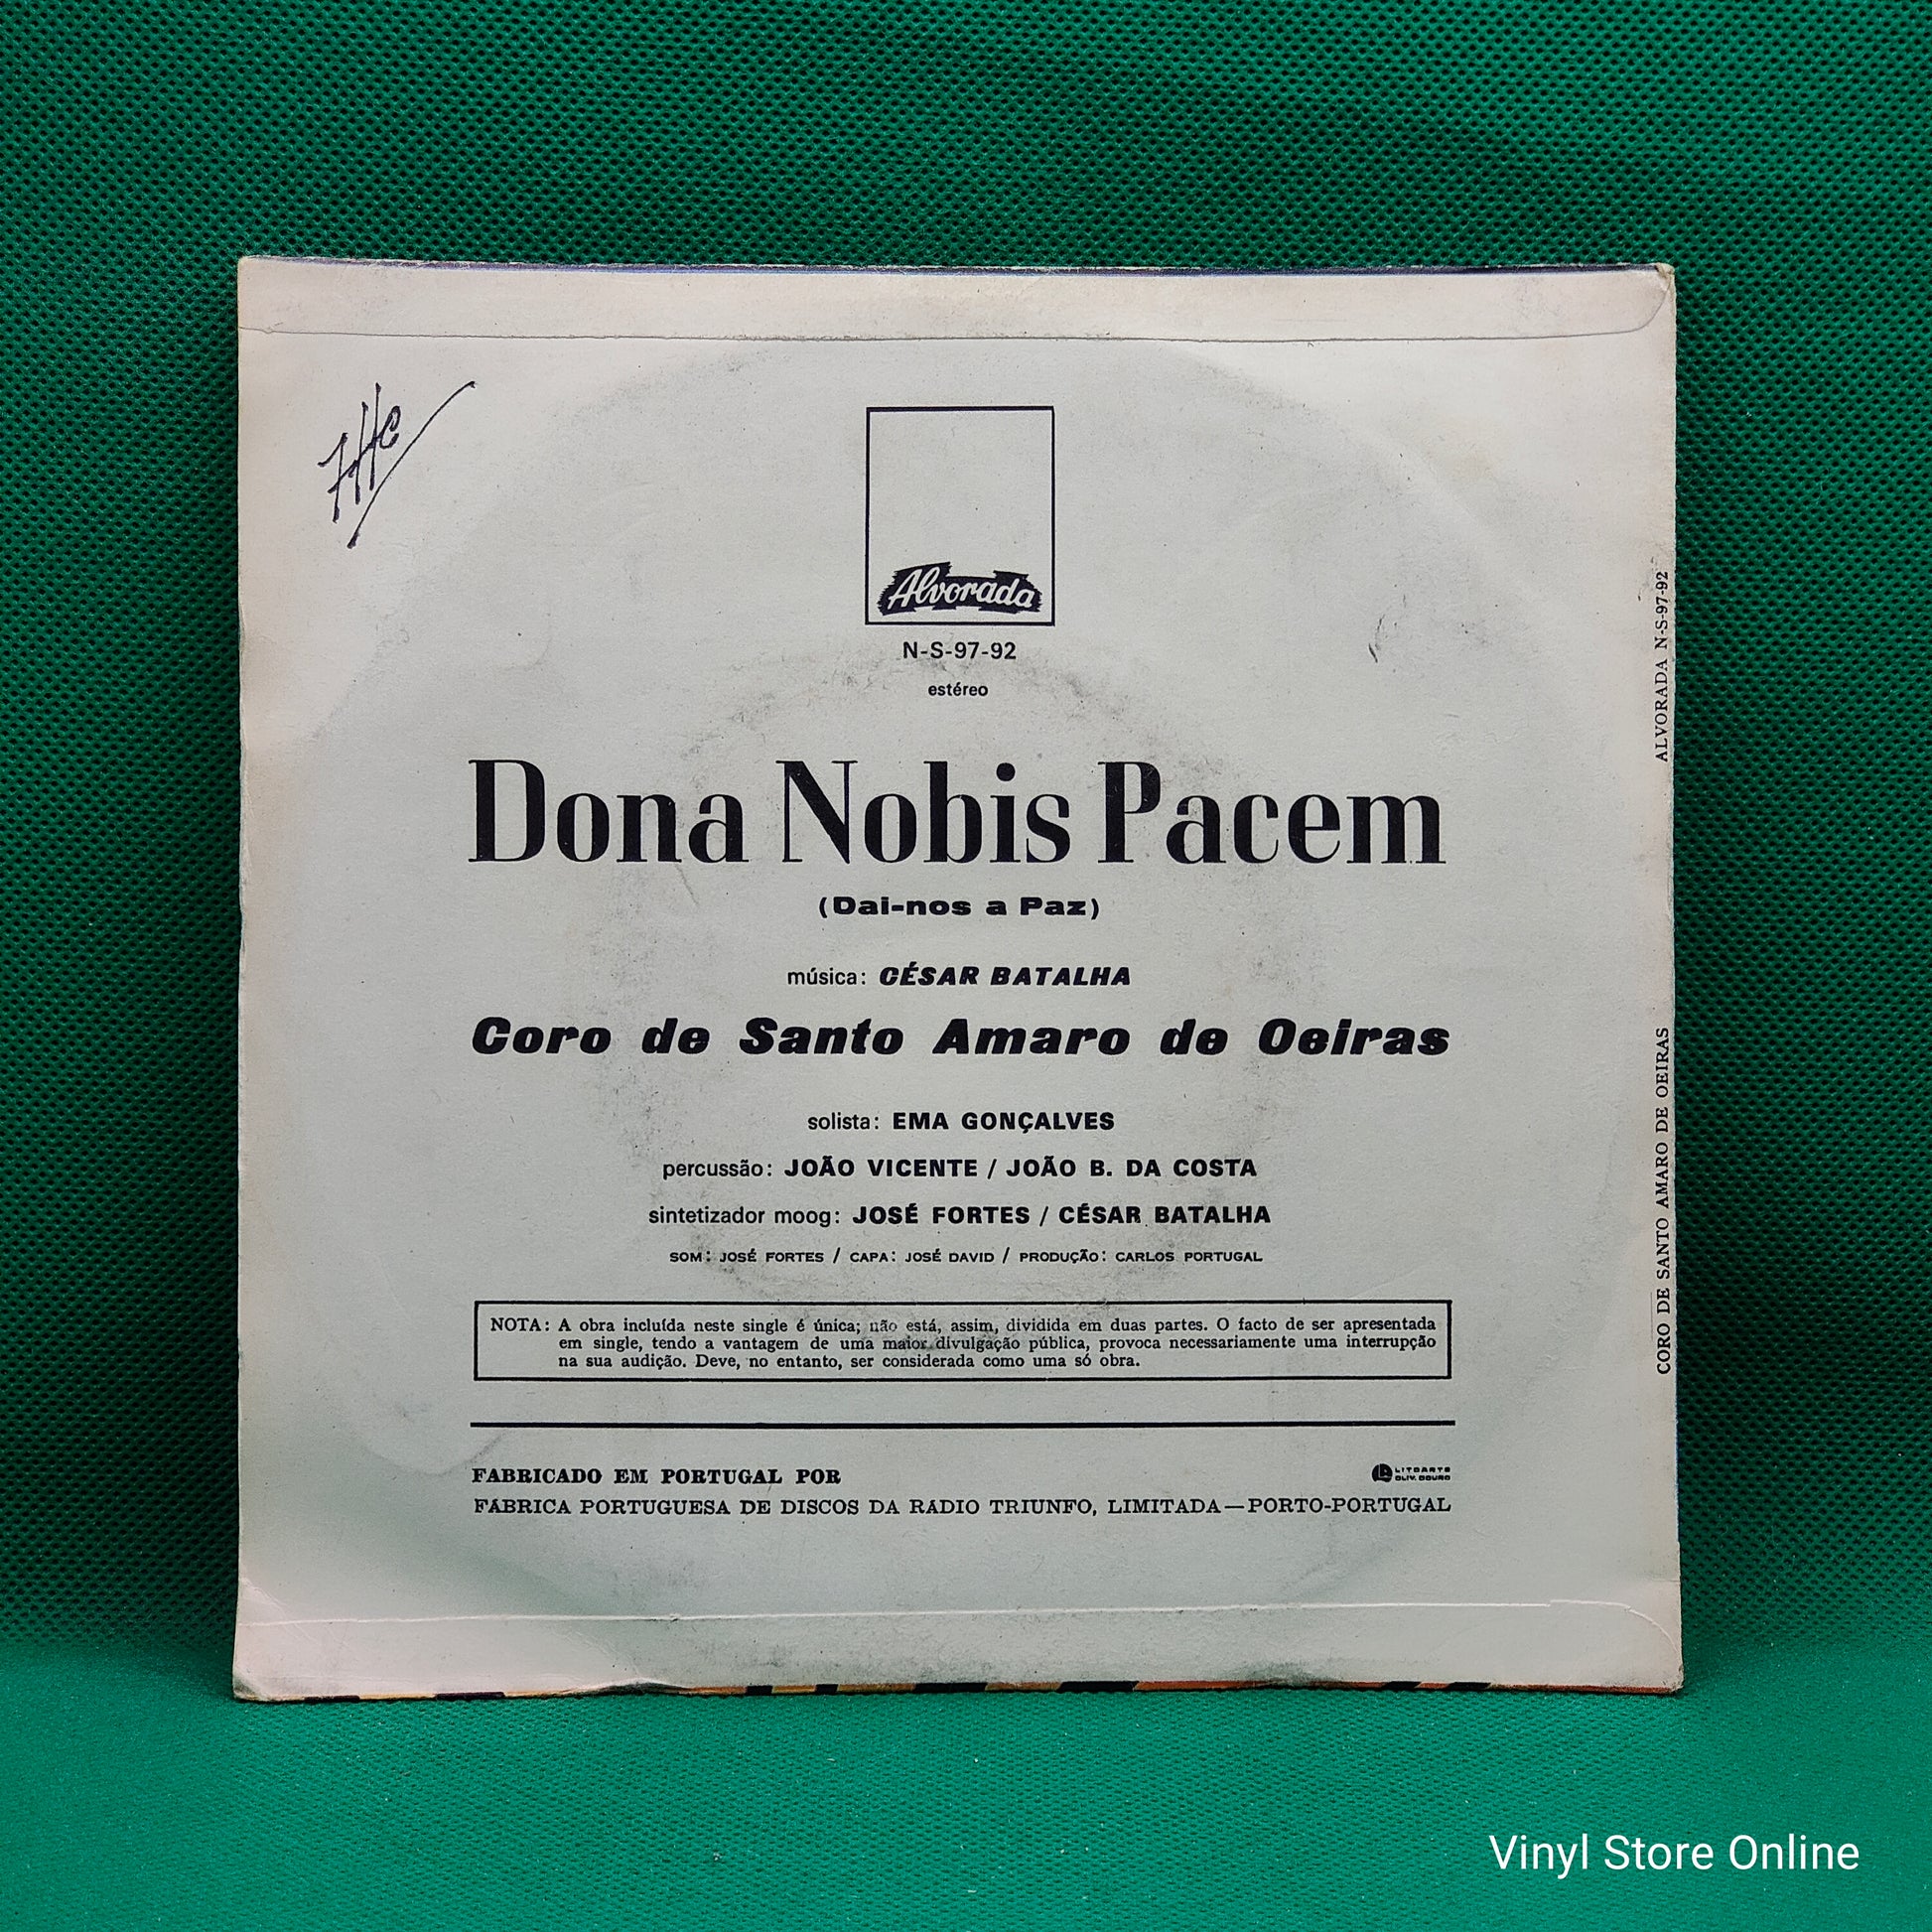 Alvorada
N-S-97-92
estéreo
Dona Nobis Pacem
(Dai-nos a Paz)
música: CÉSAR BATALHA
Coro de Santo Amaro de Oeiras
solista: EMA GONÇALVES
percussão: JOÃO VICENTE / JOÃO B. DA COSTA
sintetizador moog: JOSÉ FORTES / CÉSAR BATALHA
SOM: JOSÉ FORTES / CAPA: JOSÉ DAVID / PRODUÇÃO: CARLOS PORTUGAL
NOTA: A obra incluída neste single é única; não está, assim, dividida em duas partes. O facto de ser apresentada
em single, tendo a vantagem de uma maior divulgação pública, provoca necessariamente uma interrupção
na sua audição. Deve, no entanto, ser considerada como uma só obra.
FABRICADO EM PORTUGAL POR
LITOARTE
OLIV. DOURO
FÁBRICA PORTUGUESA DE DISCOS DA RÁDIO TRIUNFO, LIMITADA—PORTO-PORTUGAL
CORO DE SANTO AMARO DE OEIRAS
ALVORADA N-S-97-92
Vinyl Store Online